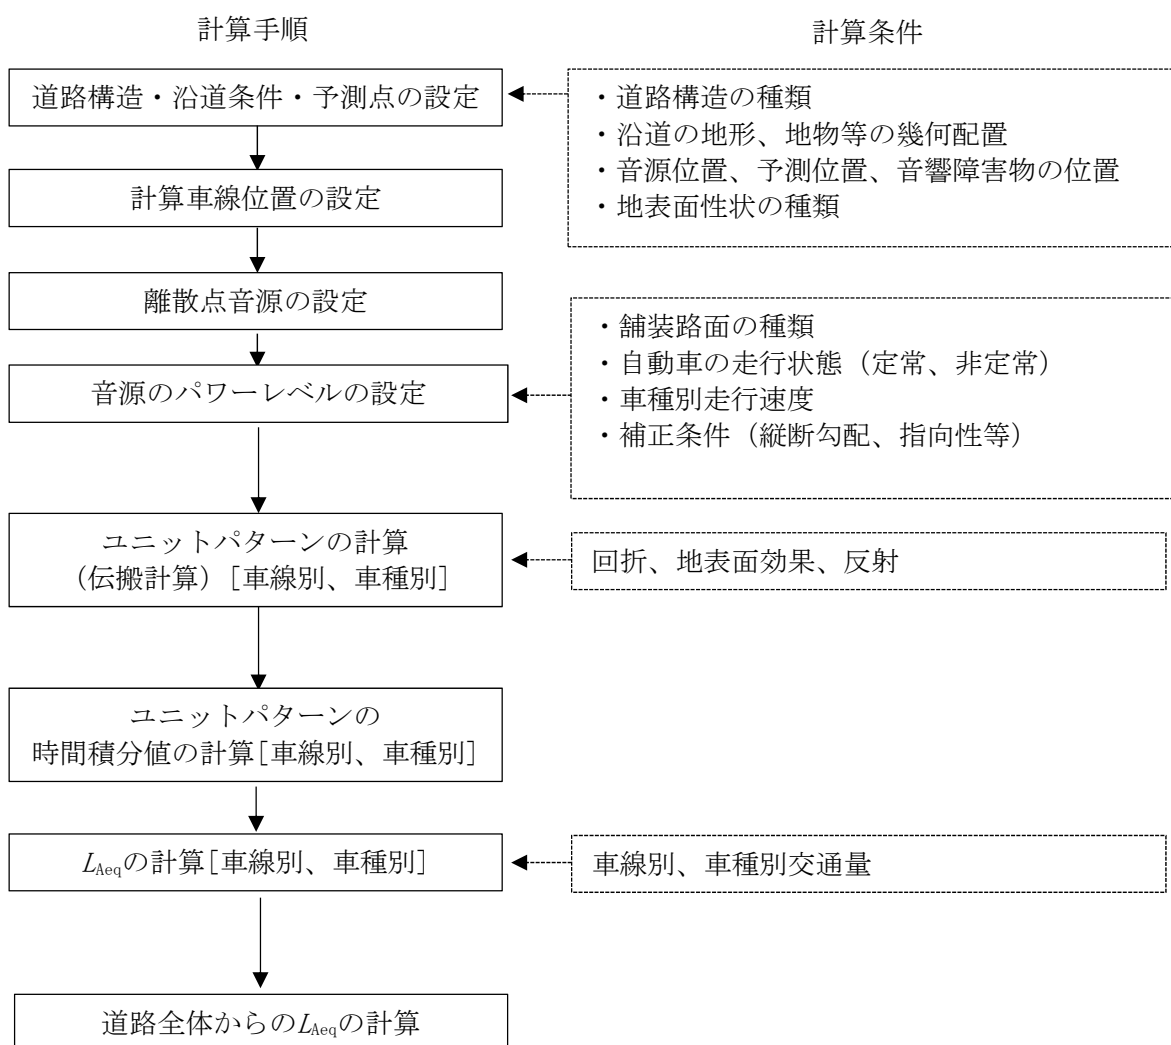 計算手順
計算条件
道路構造・沿道条件・予測点の設定
・道路構造の種類
・沿道の地形、地物等の幾何配置
・音源位置、予測位置、音響障害物の位置
・地表面性状の種類
計算車線位置の設定
離散点音源の設定
音源のパワーレベルの設定
・舗装路面の種類
・自動車の走行状態（定常、非定常）
・車種別走行速度
・補正条件（縦断勾配、指向性等）
ユニットパターンの計算
（伝搬計算）[車線別、車種別]
回折、地表面効果、反射
ユニットパターンの
時間積分値の計算[車線別、車種別]
LAeqの計算[車線別、車種別]
車線別、車種別交通量
道路全体からのLAeqの計算